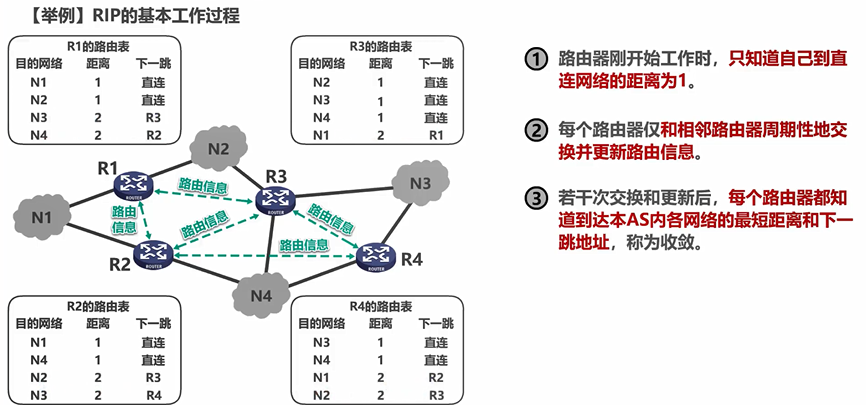 【举例】RIP的基本工作过程
R1的路由表
目的网络 距离 下一跳
N1 1 直连
N2 1 直连
N3 2 R3
N4 2 R2
R3的路由表
目的网络 距离 下一跳
N2 1 直连
N3 1 直连
N4 1 直连
N1 2 R1
N2
R1
ROUTER
路由信息
R3
ROUTER
N3
N1
路由
信息
路由信息
路由信息
R2
ROUTER
路由信息
R4
ROUTER
N4
R2的路由表
目的网络 距离 下一跳
N1 1 直连
N4 1 直连
N2 2 R3
N3 2 R4
R4的路由表
目的网络 距离 下一跳
N3 1 直连
N4 1 直连
N1 2 R2
N2 2 R3
1 路由器刚开始工作时，只知道自己到直
连网络的距离为1。
2 每个路由器仅和相邻路由器周期性地交
换并更新路由信息。
3 若干次交换和更新后，每个路由器都知
道到达本AS内各网络的最短距离和下一
跳地址，称为收敛。